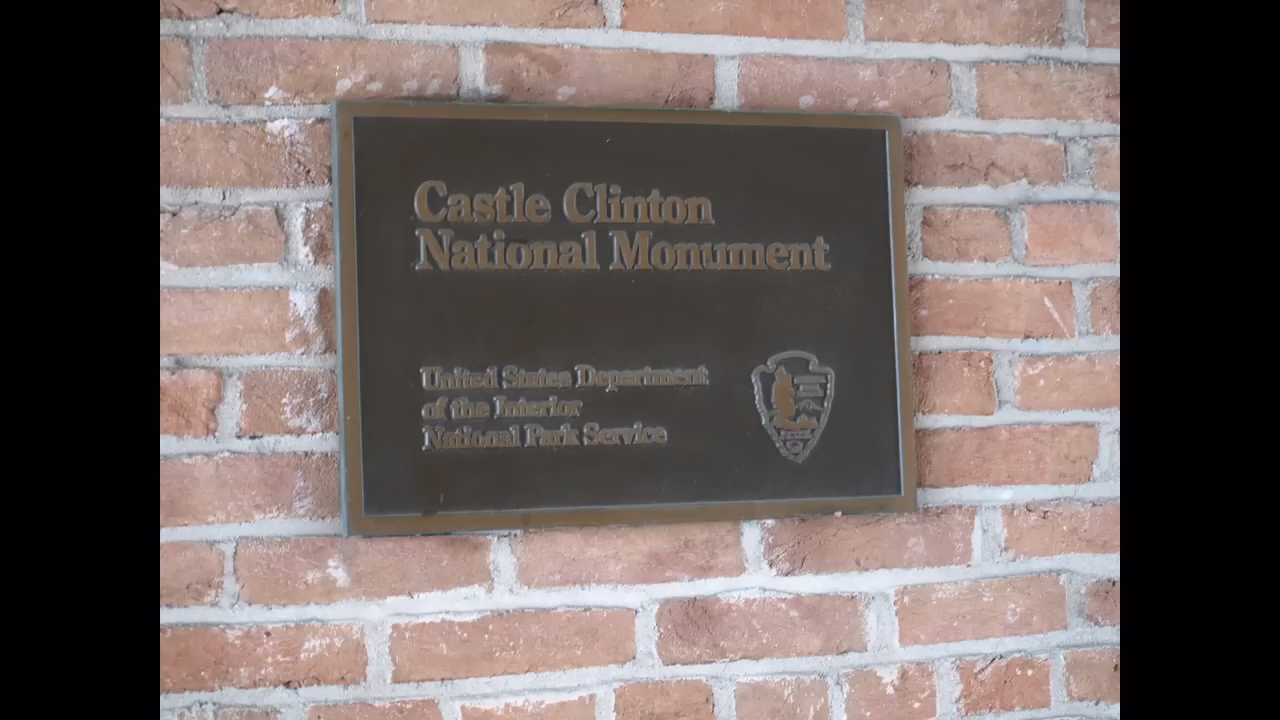 Castle Clinton
National Monument
United States Department
of the Interior
National Park Service